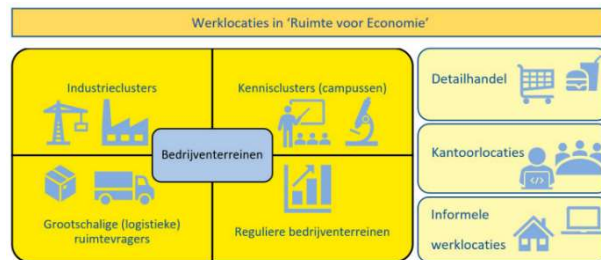 Werklocaties in ‘Ruimte voor Economie’
Industrieclusters
Kennisclusters (campussen)
Bedrijventerreinen
Grootschalige (logistieke)
ruimtevragers
Reguliere bedrijventerreinen
Detailhandel
Kantoorlocaties
Informele
werklocaties